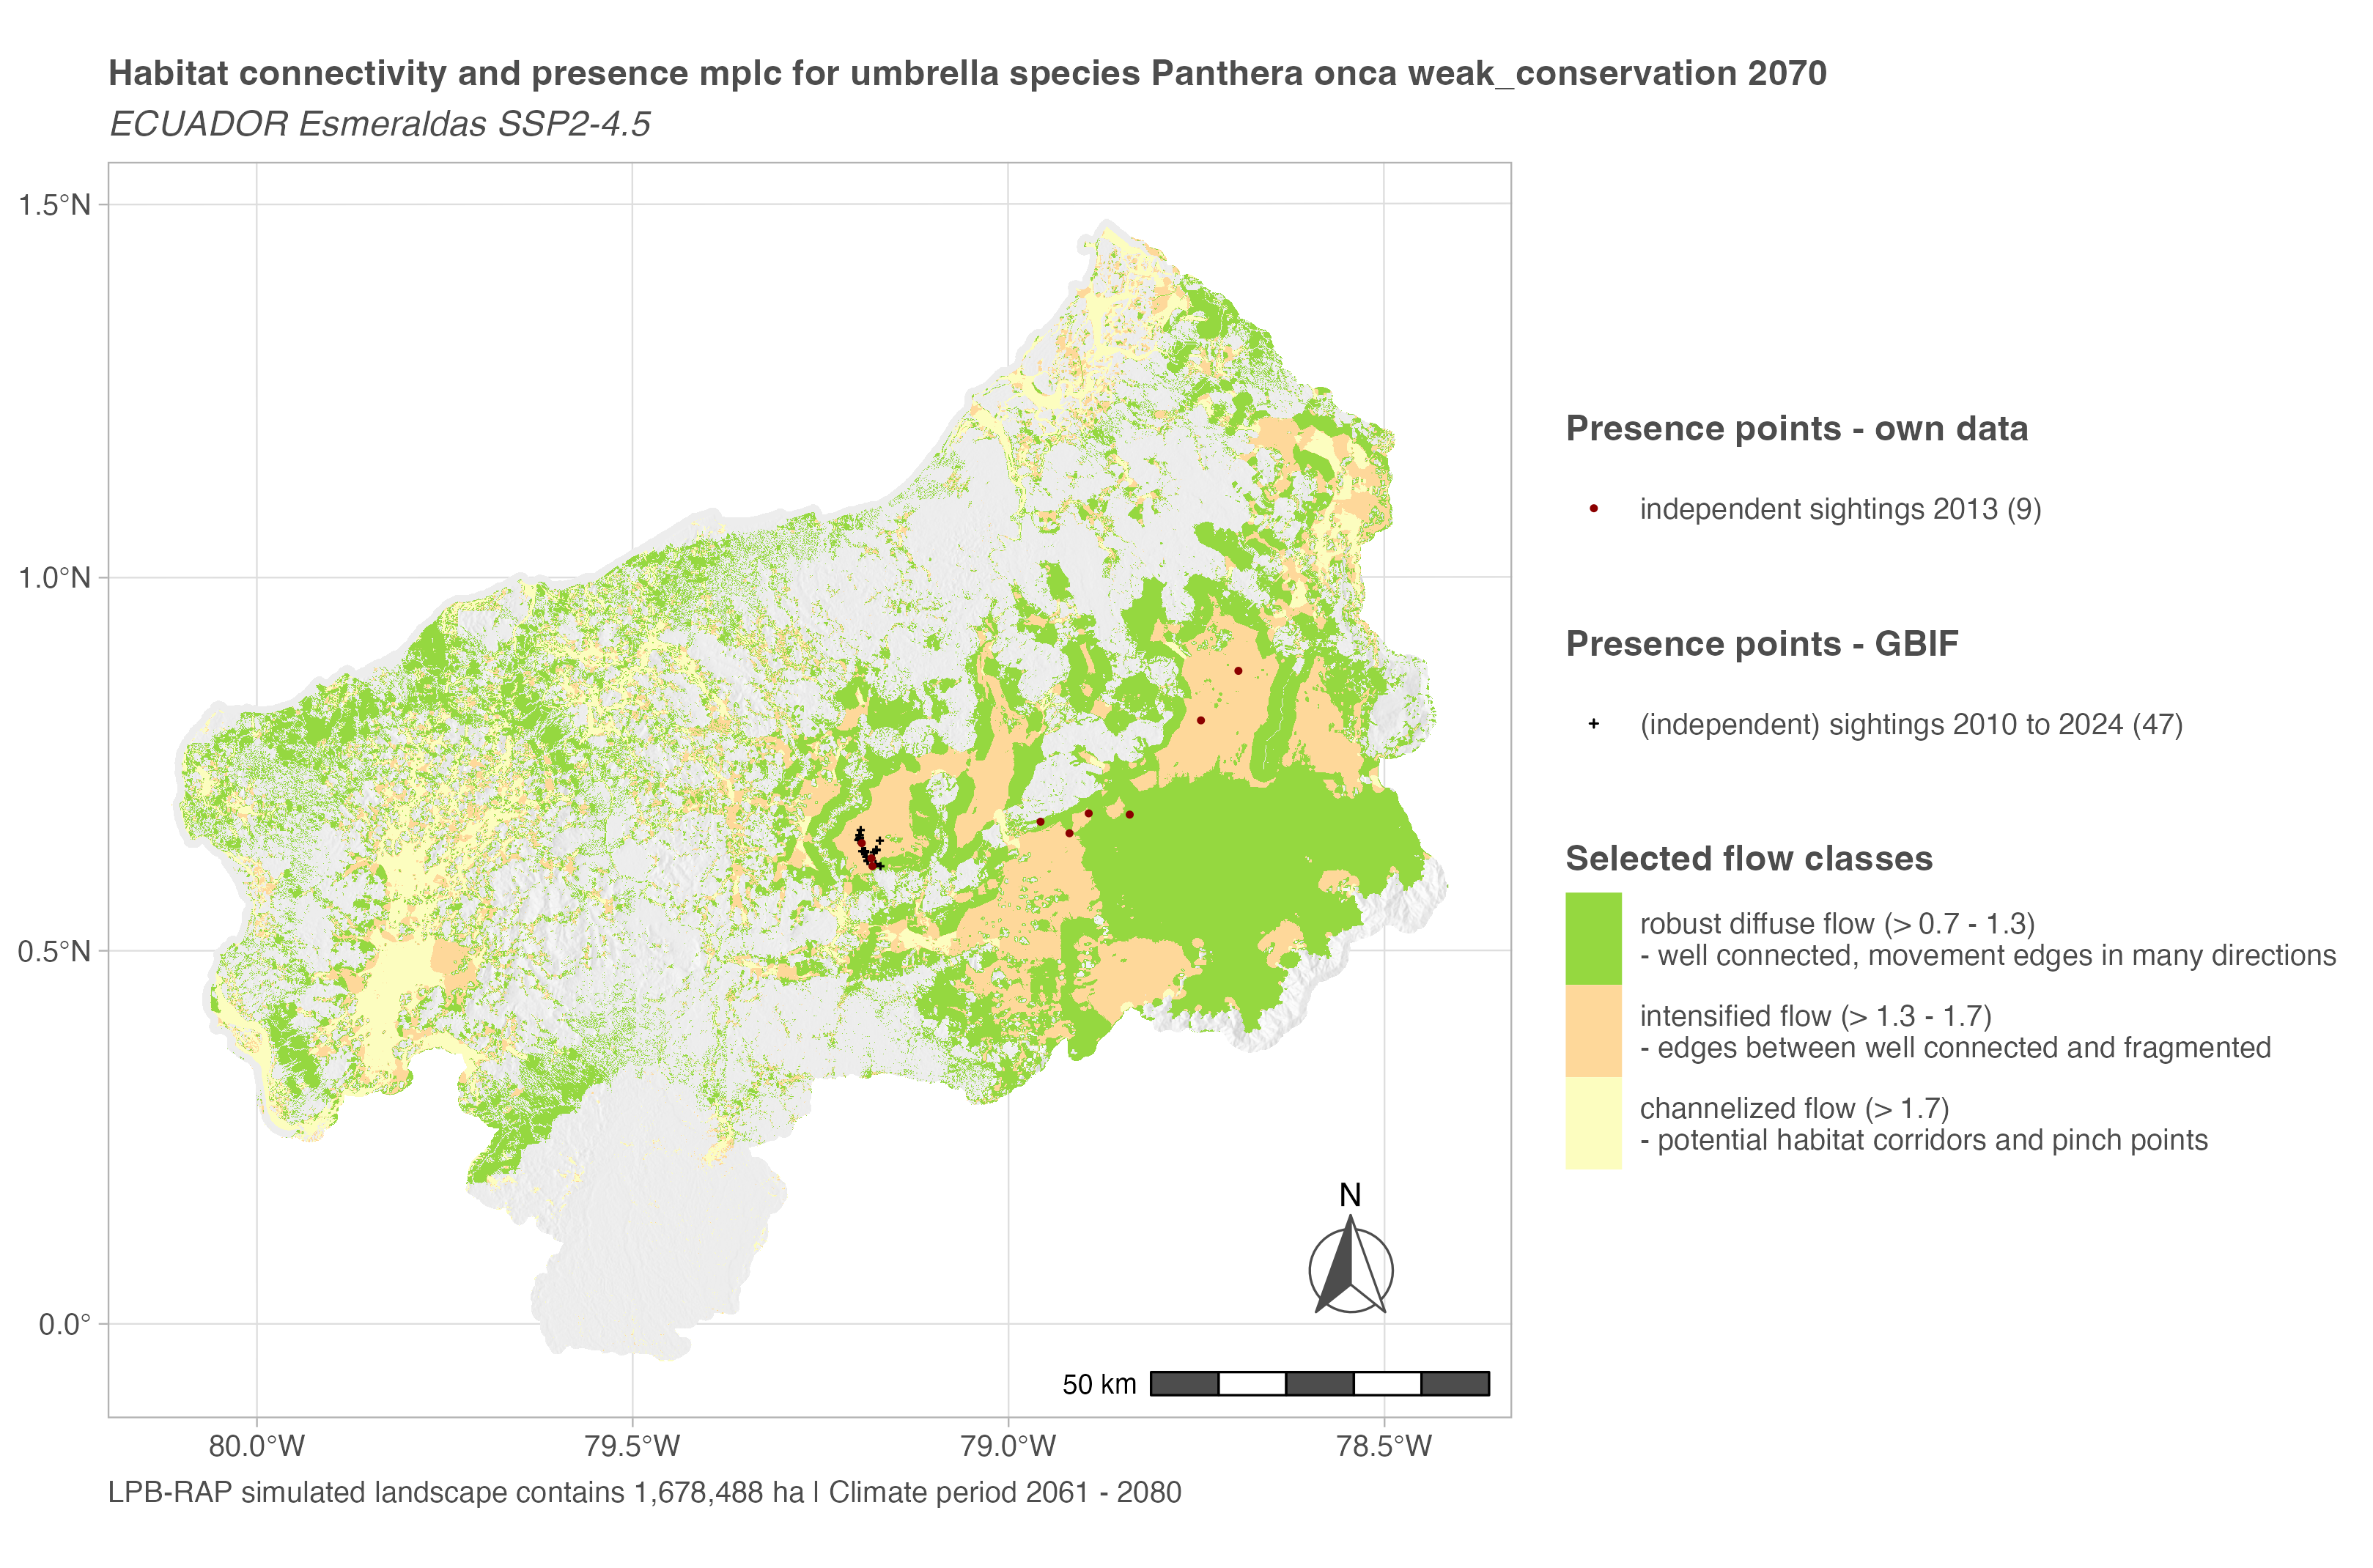 Habitat connectivity and presence mplc for umbrella species Panthera onca weak_conservation 2070
ECUADOR Esmeraldas SSP2-4.5
1.5°N
1.0°N
0.5°N
0.0°
80.0°W
79.5°W
79.0°W
78.5°W
N
50 km
Presence points - own data
independent sightings 2013 (9)
Presence points - GBIF
(independent) sightings 2010 to 2024 (47)
Selected flow classes
robust diffuse flow (> 0.7 - 1.3)
- well connected, movement edges in many directions
intensified flow (> 1.3 - 1.7)
- edges between well connected and fragmented
channelized flow (> 1.7)
- potential habitat corridors and pinch points
LPB-RAP simulated landscape contains 1,678,488 ha | Climate period 2061 - 2080